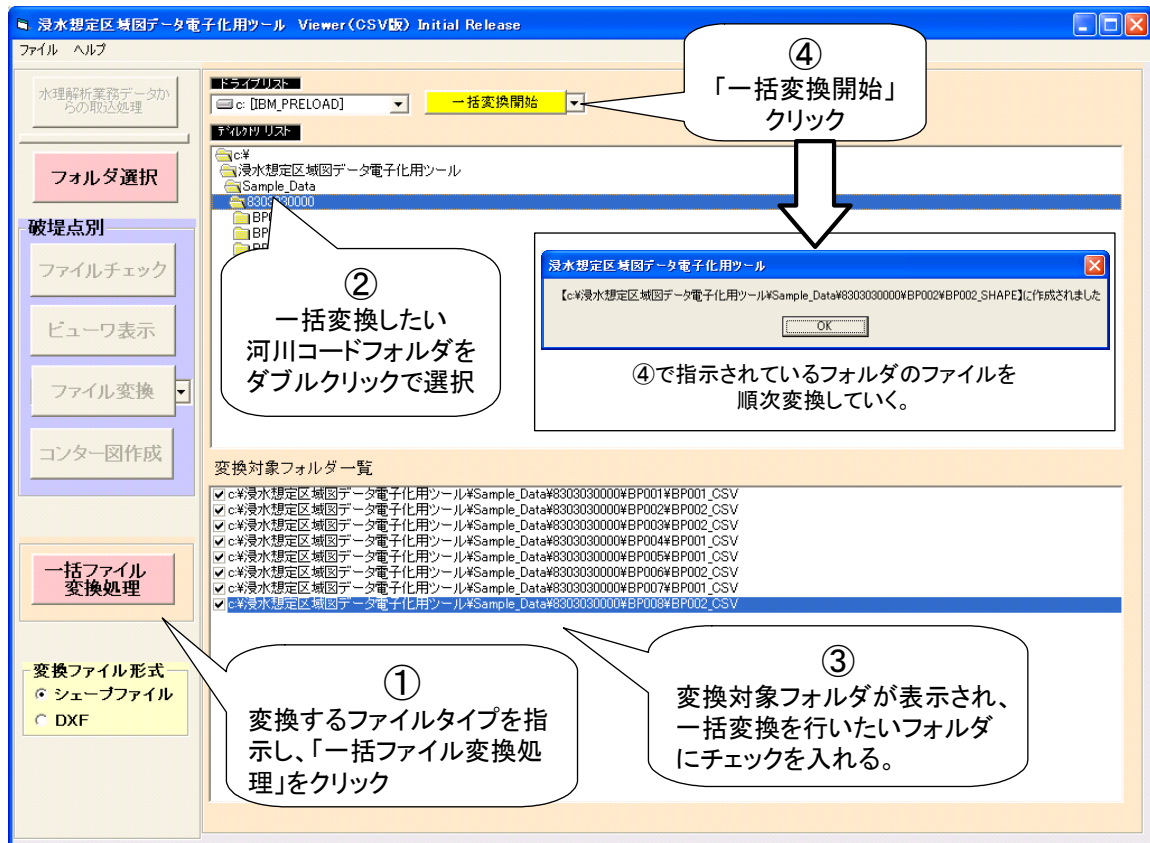 浸水想定区域図データ電子化用ツール Viewer(CSV版) Initial Release
ファイル ヘルプ
水理解析業務データか
らの取込処理
フォルダ選択
破堤点別
ファイルチェック
ビューワ表示
ファイル変換
コンター図作成
一括ファイル
変換処理
変換ファイル形式
シェープファイル
DXF
ドライブリスト
c: [IBM_PRELOAD]
一括変換開始
ディレクトリ リスト
c:¥
浸水想定区域図データ電子化用ツール
Sample_Data
8303030000
④
「一括変換開始」
クリック
②
一括変換したい
河川コードフォルダを
ダブルクリックで選択
浸水想定区域図データ電子化用ツール
【c:¥浸水想定区域図データ電子化用ツール¥Sample_Data¥8303030000¥BP002¥BP002_SHAPE】に作成されました
OK
④で指示されているフォルダのファイルを
順次変換していく。
変換対象フォルダ一覧
c:¥浸水想定区域図データ電子化用ツール¥Sample_Data¥8303030000¥BP001¥BP001_CSV
c:¥浸水想定区域図データ電子化用ツール¥Sample_Data¥8303030000¥BP002¥BP002_CSV
c:¥浸水想定区域図データ電子化用ツール¥Sample_Data¥8303030000¥BP003¥BP002_CSV
c:¥浸水想定区域図データ電子化用ツール¥Sample_Data¥8303030000¥BP004¥BP001_CSV
c:¥浸水想定区域図データ電子化用ツール¥Sample_Data¥8303030000¥BP005¥BP001_CSV
c:¥浸水想定区域図データ電子化用ツール¥Sample_Data¥8303030000¥BP006¥BP002_CSV
c:¥浸水想定区域図データ電子化用ツール¥Sample_Data¥8303030000¥BP007¥BP001_CSV
c:¥浸水想定区域図データ電子化用ツール¥Sample_Data¥8303030000¥BP008¥BP002_CSV
①
変換するファイルタイプを指
示し、「一括ファイル変換処
理」をクリック
③
変換対象フォルダが表示され、
一括変換を行いたいフォルダ
にチェックを入れる。